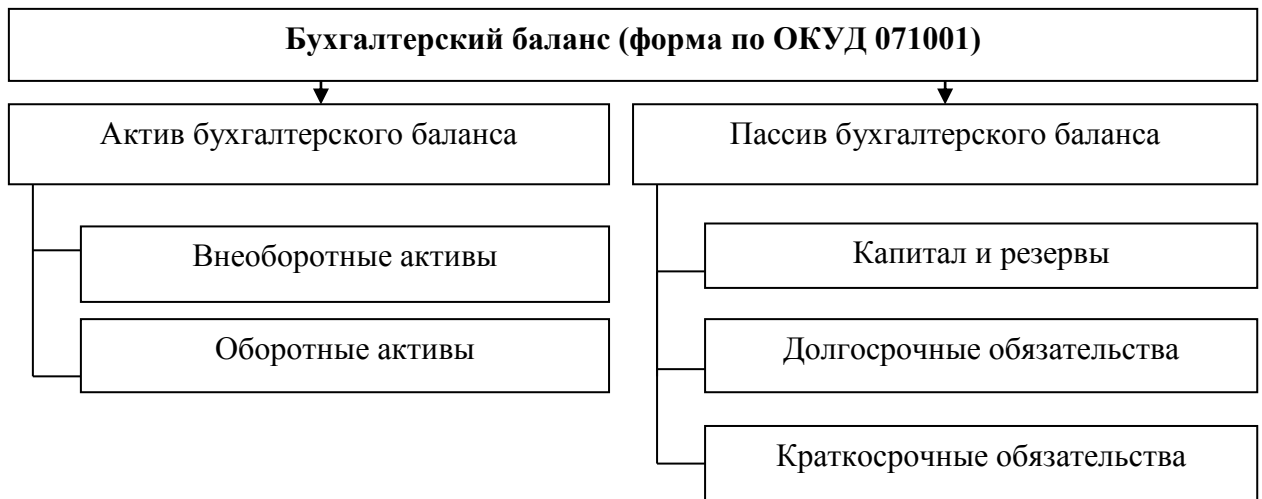 Бухгалтерский баланс (форма по ОКУД 071001)
Актив бухгалтерского баланса
Пассив бухгалтерского баланса
Внеоборотные активы
Капитал и резервы
Оборотные активы
Долгосрочные обязательства
Краткосрочные обязательства